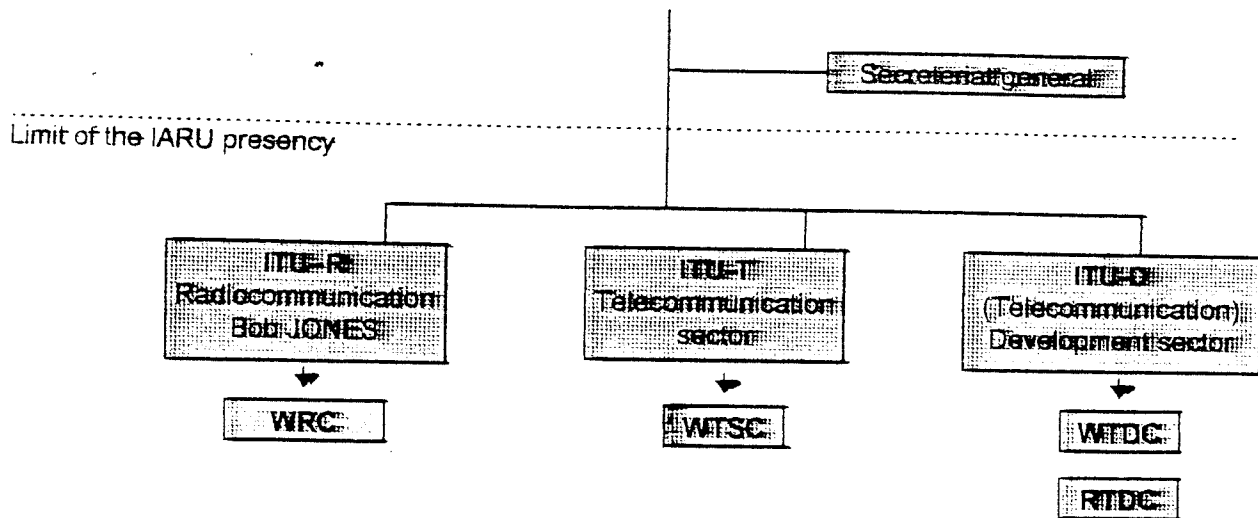 Secreteriat general
Limit of the IARU presency
ITU-R
Radiocommunication
Bob JONES
ITU-T
Telecommunication
sector
ITU-D
(Telecommunication)
Development sector
WRC
WTSC
WTDC
RTDC